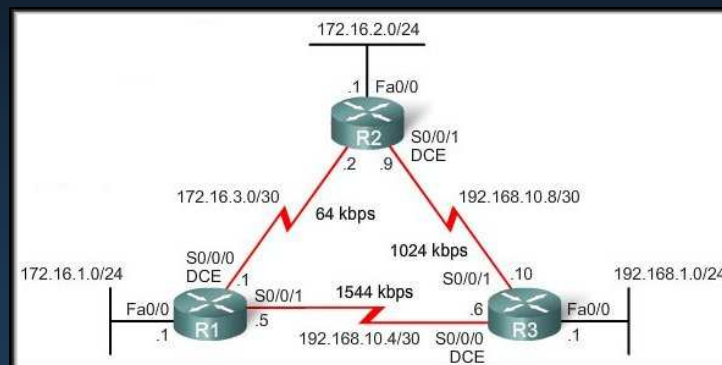 172.16.2.0/24
.1
Fa0/0
R2
S0/0/1
DCE
.2
.9
172.16.3.0/30
192.168.10.8/30
64 kbps
1024 kbps
S0/0/0
DCE
.1
S0/0/1
.10
172.16.1.0/24
192.168.1.0/24
Fa0/0
.1
R1
S0/0/1
.5
1544 kbps
.6
R3
Fa0/0
.1
192.168.10.4/30
S0/0/0
DCE